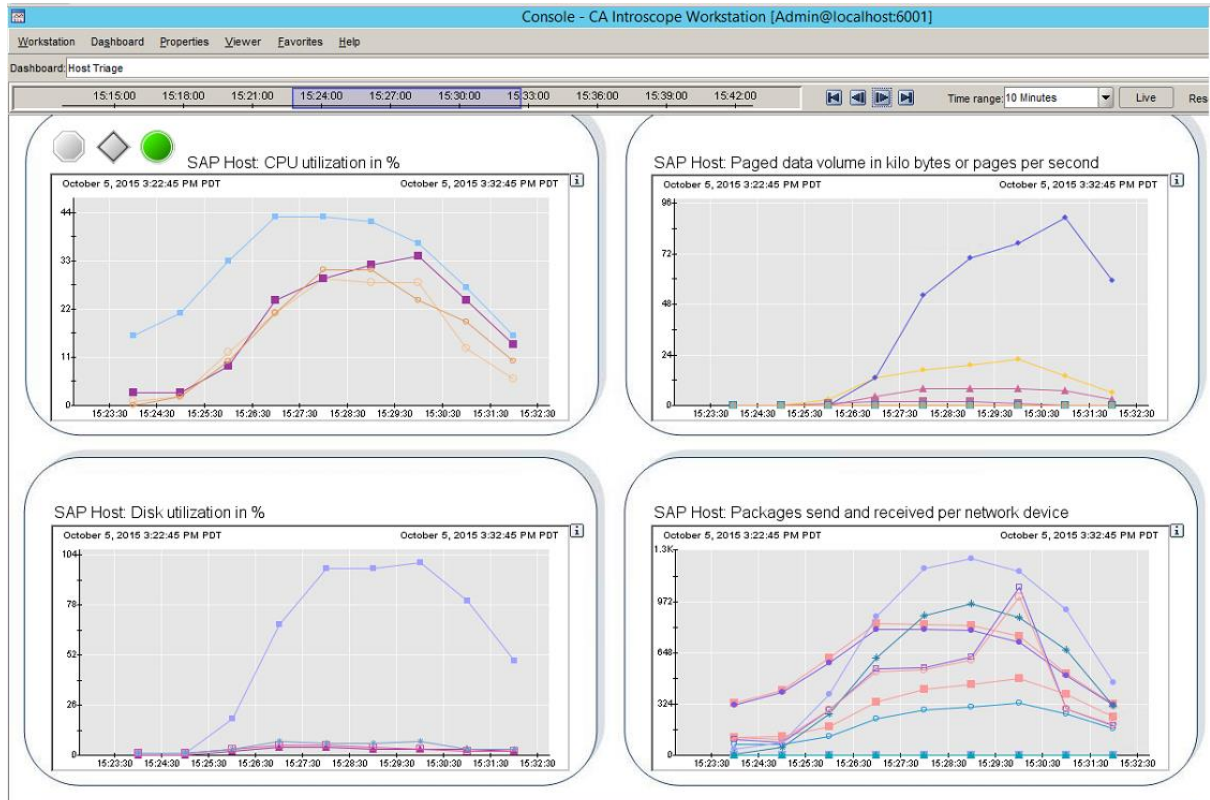 Console - CA Introscope Workstation [Admin@localhost:6001]
Workstation Dashboard Properties Viewer Favorites Help
Dashboard: Host Triage
15:15:00 15:18:00 15:21:00 15:24:00 15:27:00 15:30:00 15:33:00 15:36:00 15:39:00 15:42:00 Time range: 10 Minutes Live Res
SAP Host: CPU utilization in %
October 5, 2015 3:22:45 PM PDT October 5, 2015 3:32:45 PM PDT
44
33
22
11
0
15:23:30 15:24:30 15:25:30 15:26:30 15:27:30 15:28:30 15:29:30 15:30:30 15:31:30 15:32:30
SAP Host: Paged data volume in kilo bytes or pages per second
October 5, 2015 3:22:45 PM PDT October 5, 2015 3:32:45 PM PDT
96
72
48
24
0
15:23:30 15:24:30 15:25:30 15:26:30 15:27:30 15:28:30 15:29:30 15:30:30 15:31:30 15:32:30
SAP Host: Disk utilization in %
October 5, 2015 3:22:45 PM PDT October 5, 2015 3:32:45 PM PDT
104
78
52
26
0
15:23:30 15:24:30 15:25:30 15:26:30 15:27:30 15:28:30 15:29:30 15:30:30 15:31:30 15:32:30
SAP Host: Packages send and received per network device
October 5, 2015 3:22:45 PM PDT October 5, 2015 3:32:45 PM PDT
1.3K
972
648
324
0
15:23:30 15:24:30 15:25:30 15:26:30 15:27:30 15:28:30 15:29:30 15:30:30 15:31:30 15:32:30